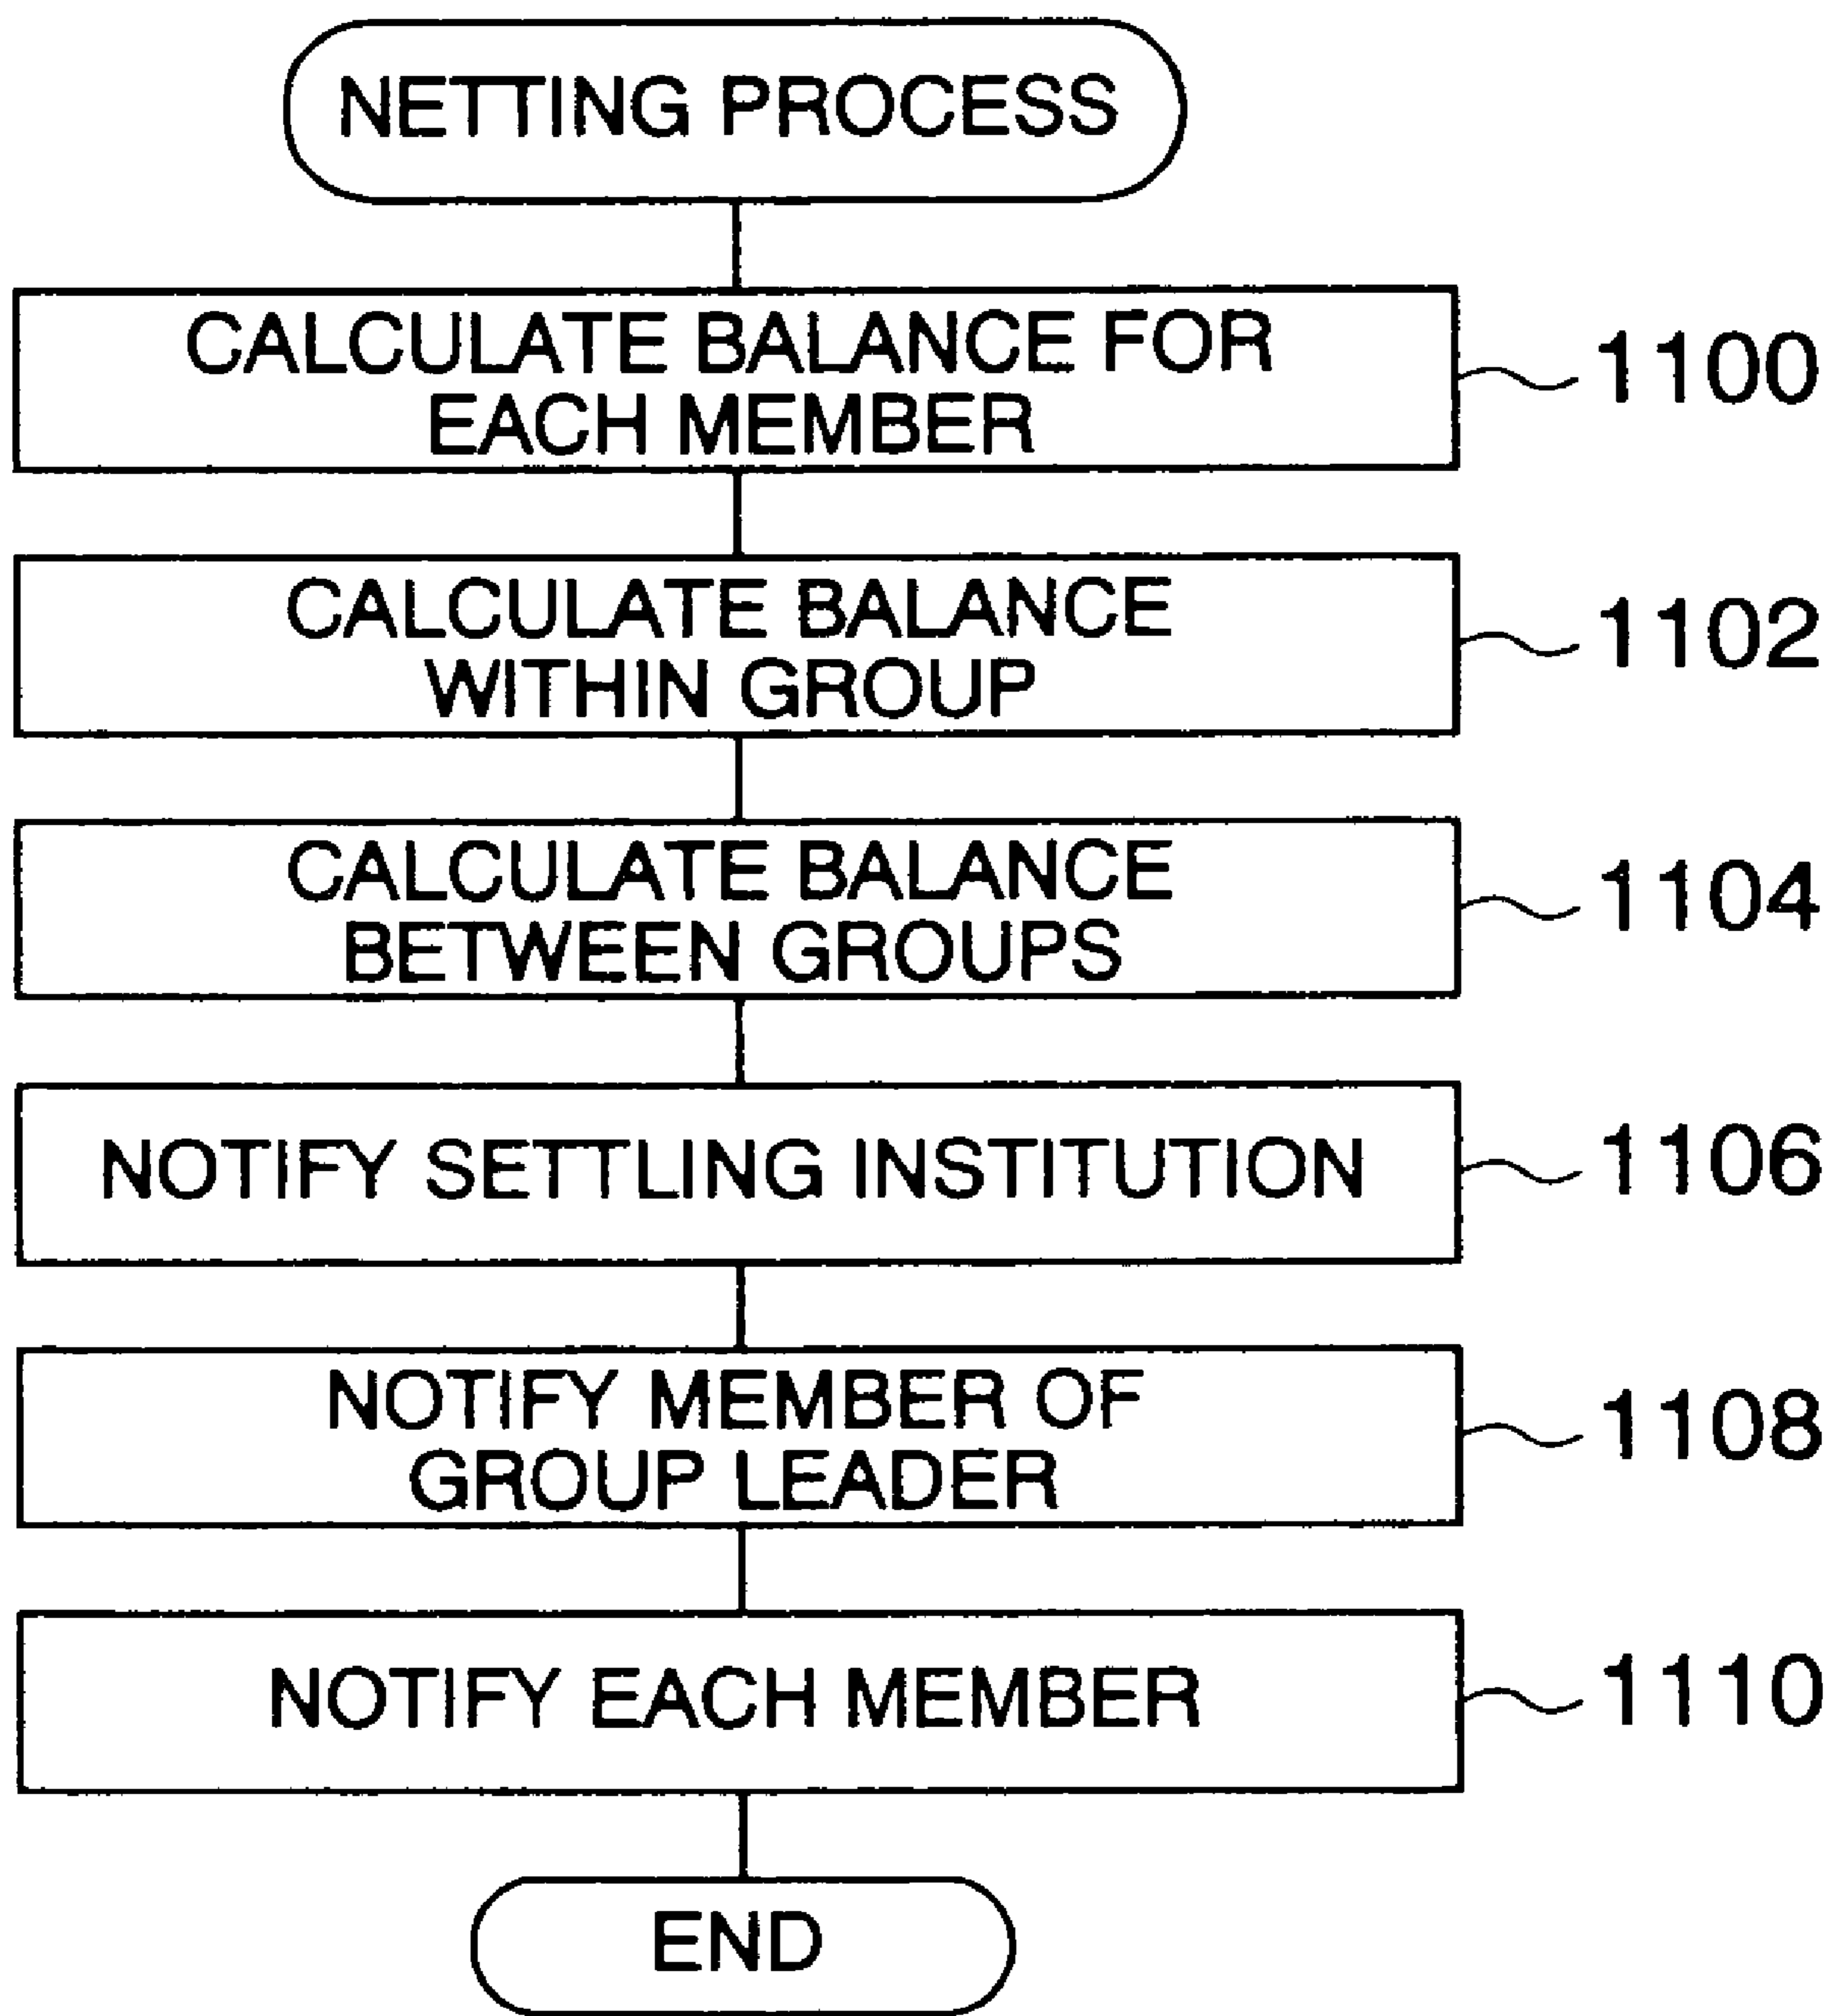 NETTING PROCESS
CALCULATE BALANCE FOR
EACH MEMBER
1100
CALCULATE BALANCE
WITHIN GROUP
1102
CALCULATE BALANCE
BETWEEN GROUPS
1104
NOTIFY SETTLING INSTITUTION
1106
NOTIFY MEMBER OF
GROUP LEADER
1108
NOTIFY EACH MEMBER
1110
END